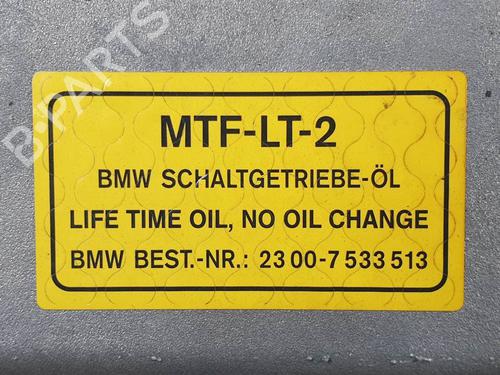 B-PARTS
MTF-LT-2
BMW SCHALTGETRIEBE-ÖL
LIFE TIME OIL, NO OIL CHANGE
BMW BEST.-NR.: 23 00-7 533 513